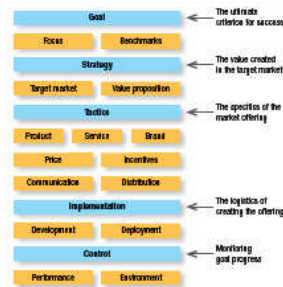 Goal
The ultimate
criterion for success
Focus Benchmarks
Strategy
The value created
in the target market
Target market Value proposition
Tactics
The specifics of the
market offering
Product Service Brand
Price Incentives
Communication Distribution
Implementation
The logistics of
creating the offering
Development Deployment
Control
Monitoring
goal progress
Performance Environment